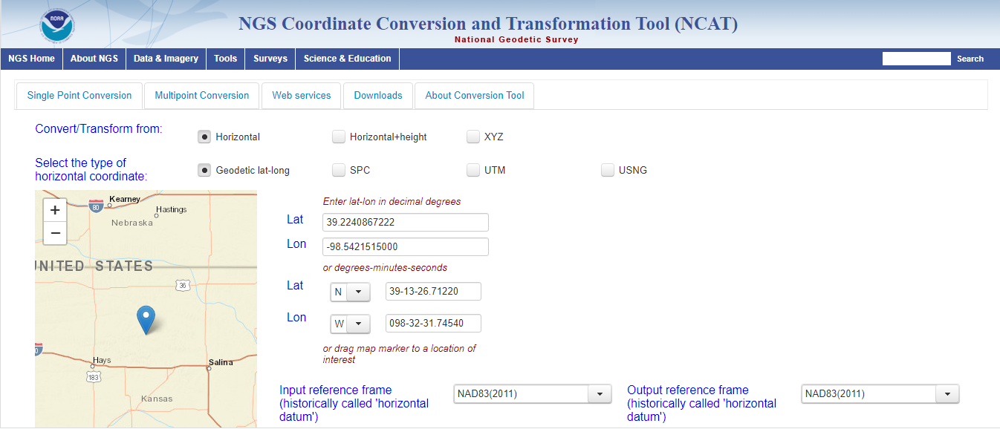 NOAA
NGS Coordinate Conversion and Transformation Tool (NCAT)
National Geodetic Survey
NGS Home About NGS Data & Imagery Tools Surveys Science & Education Search
Single Point Conversion Multipoint Conversion Web services Downloads About Conversion Tool
Convert/Transform from:
Horizontal Horizontal+height XYZ
Select the type of
horizontal coordinate:
Geodetic lat-long SPC UTM USNG
+
−
Kearney
80
Hastings
Nebraska
UNITED STATES
36
Hays
183
Salina
Kansas
Enter lat-lon in decimal degrees
Lat 39.2240867222
Lon -98.5421515000
or degrees-minutes-seconds
Lat N 39-13-26.71220
Lon W 098-32-31.74540
or drag map marker to a location of
interest
Input reference frame
(historically called 'horizontal
datum')
NAD83(2011)
Output reference frame
(historically called 'horizontal
datum')
NAD83(2011)